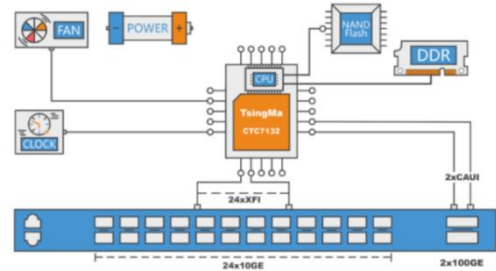 FAN
− POWER +
NAND
Flash
DDR
CPU
TsingMa
CTC7132
CLOCK
2xCAUI
24xXFI
24x10GE
2x100GE